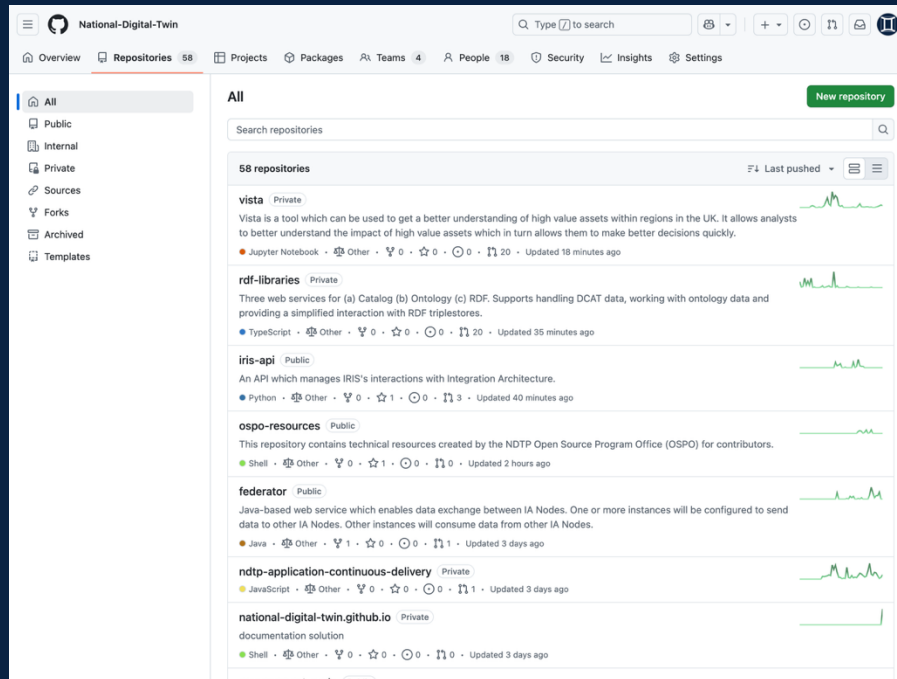 National-Digital-Twin
Type / to search
Overview Repositories 58 Projects Packages Teams 4 People 18 Security Insights Settings
All
Public
Internal
Private
Sources
Forks
Archived
Templates
All
New repository
Search repositories
58 repositories
Last pushed
vista Private
Vista is a tool which can be used to get a better understanding of high value assets within regions in the UK. It allows analysts
to better understand the impact of high value assets which in turn allows them to make better decisions quickly.
Jupyter Notebook • Other • 0 • 0 • 0 • 20 • Updated 18 minutes ago
rdf-libraries Private
Three web services for (a) Catalog (b) Ontology (c) RDF. Supports handling DCAT data, working with ontology data and
providing a simplified interaction with RDF triplestores.
TypeScript • Other • 0 • 0 • 0 • 20 • Updated 35 minutes ago
iris-api Public
An API which manages IRIS's interactions with Integration Architecture.
Python • Other • 0 • 1 • 0 • 3 • Updated 40 minutes ago
ospo-resources Public
This repository contains technical resources created by the NDTP Open Source Program Office (OSPO) for contributors.
Shell • Other • 0 • 1 • 0 • 0 • Updated 2 hours ago
federator Public
Java-based web service which enables data exchange between IA Nodes. One or more instances will be configured to send
data to other IA Nodes. Other instances will consume data from other IA Nodes.
Java • Other • 1 • 0 • 0 • 1 • Updated 3 days ago
ndtp-application-continuous-delivery Private
JavaScript • Other • 0 • 0 • 0 • 1 • Updated 3 days ago
national-digital-twin.github.io Private
documentation solution
Shell • Other • 0 • 0 • 0 • 0 • Updated 3 days ago